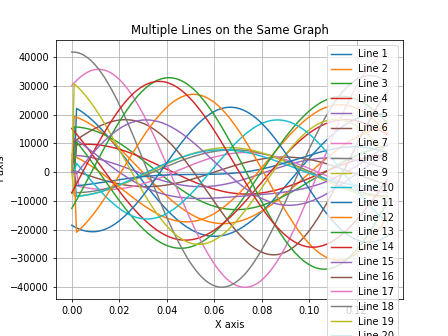 Multiple Lines on the Same Graph
40000
30000
20000
10000
0
−10000
−20000
−30000
−40000
0.00
0.02
0.04
0.06
0.08
0.10
X axis
Line 1
Line 2
Line 3
Line 4
Line 5
Line 6
Line 7
Line 8
Line 9
Line 10
Line 11
Line 12
Line 13
Line 14
Line 15
Line 16
Line 17
Line 18
Line 19